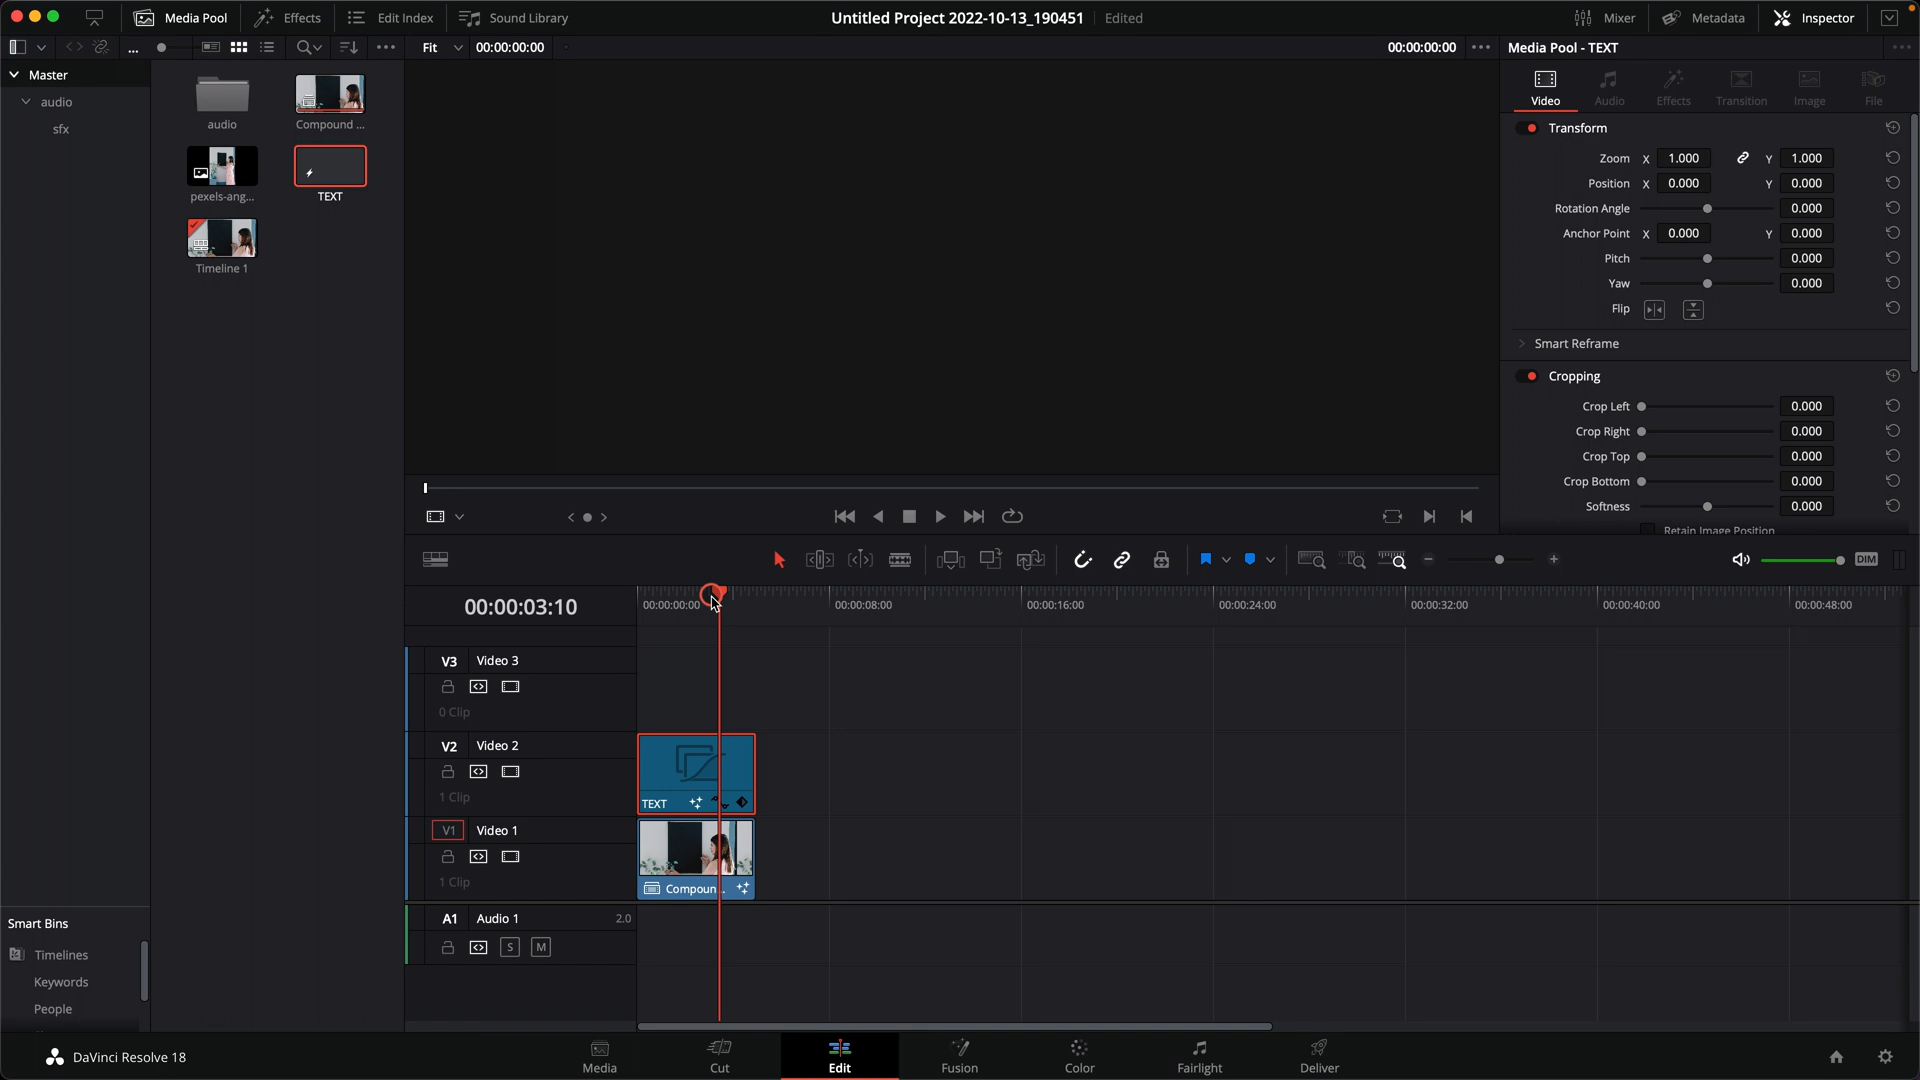 Media Pool
Effects
Edit Index
Sound Library
Untitled Project 2022-10-13_190451
Edited
Mixer
Metadata
Inspector
Fit
00:00:00:00
00:00:00:00
Media Pool - TEXT
Master
audio
sfx
audio
Compound ...
pexels-ang...
TEXT
Timeline 1
Video
Audio
Effects
Transition
Image
File
Transform
Zoom X 1.000 Y 1.000
Position X 0.000 Y 0.000
Rotation Angle 0.000
Anchor Point X 0.000 Y 0.000
Pitch 0.000
Yaw 0.000
Flip
Smart Reframe
Cropping
Crop Left 0.000
Crop Right 0.000
Crop Top 0.000
Crop Bottom 0.000
Softness 0.000
Retain Image Position
DIM
00:00:03:10
00:00:00:00
00:00:08:00
00:00:16:00
00:00:24:00
00:00:32:00
00:00:40:00
00:00:48:00
V3 Video 3
0 Clip
V2 Video 2
1 Clip
TEXT
V1 Video 1
1 Clip
Compoun...
A1 Audio 1 2.0
S M
Smart Bins
Timelines
Keywords
People
DaVinci Resolve 18
Media
Cut
Edit
Fusion
Color
Fairlight
Deliver